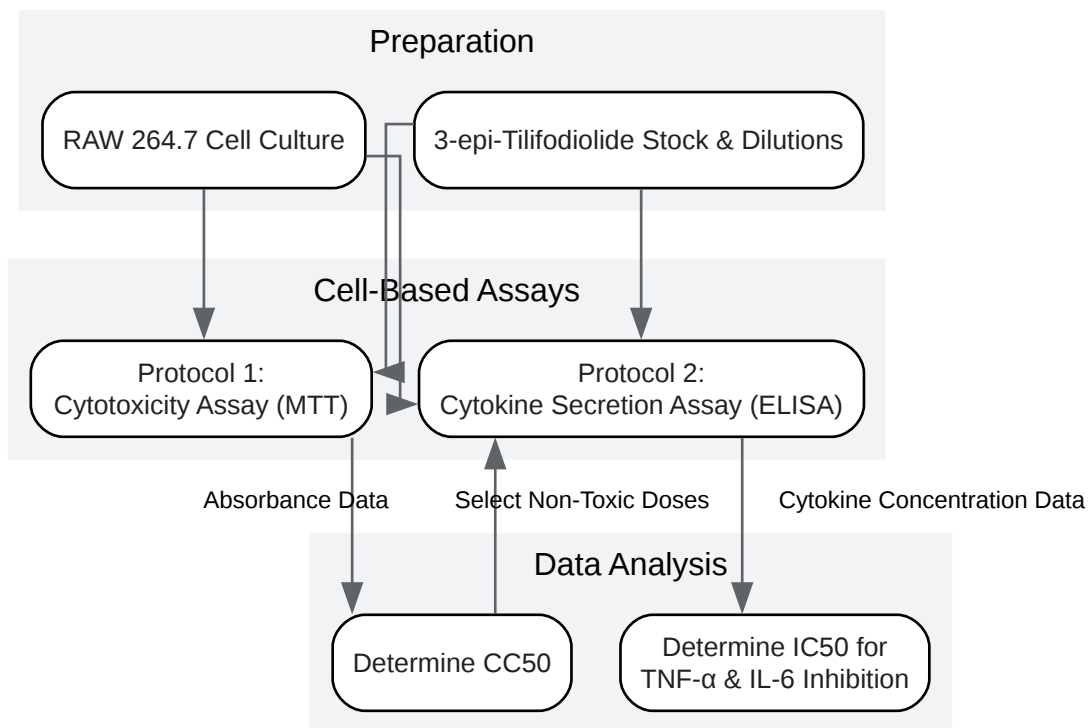 Preparation
RAW 264.7 Cell Culture
3-epi-Tilifodiolide Stock & Dilutions
Cell-Based Assays
Protocol 1:
Cytotoxicity Assay (MTT)
Protocol 2:
Cytokine Secretion Assay (ELISA)
Absorbance Data
Select Non-Toxic Doses
Cytokine Concentration Data
Data Analysis
Determine CC50
Determine IC50 for
TNF-α & IL-6 Inhibition